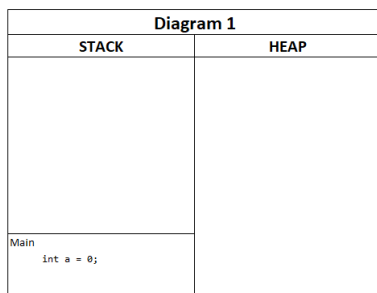 Diagram 1
STACK HEAP
Main
int a = 0;